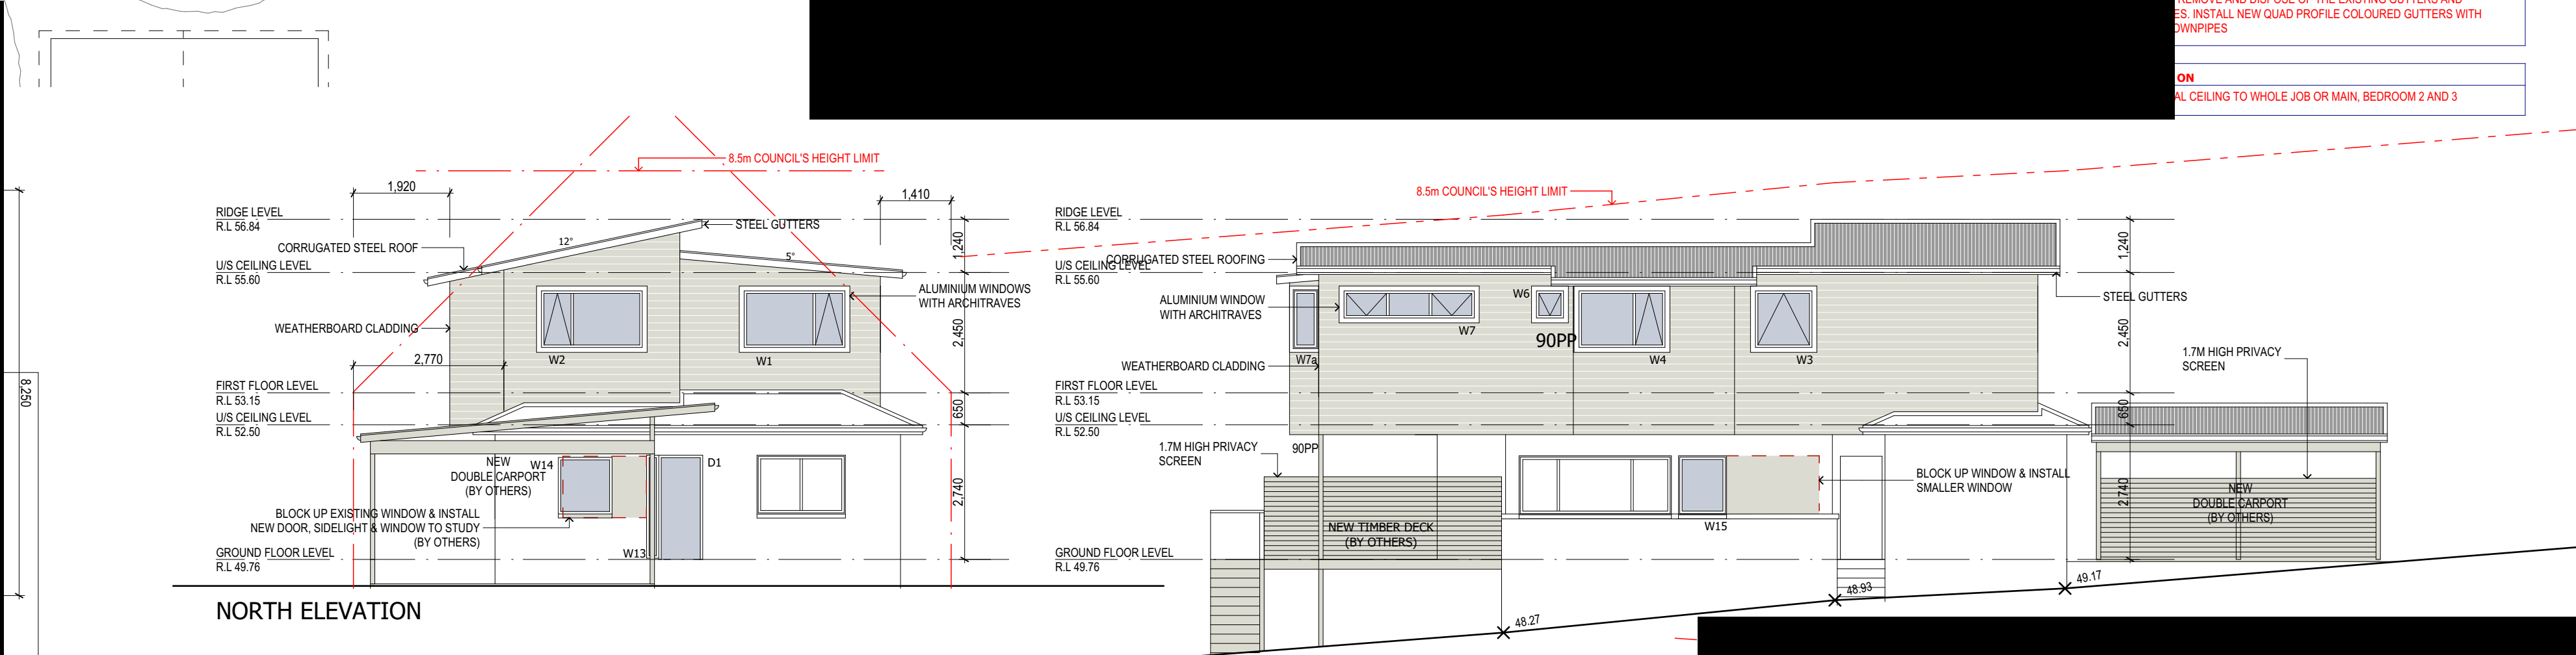 REMOVE AND DISPOSE OF THE EXISTING GUTTERS AND
ES. INSTALL NEW QUAD PROFILE COLOURED GUTTERS WITH
OWNPIPES
ON
AL CEILING TO WHOLE JOB OR MAIN, BEDROOM 2 AND 3
8,250
8.5m COUNCIL'S HEIGHT LIMIT
1,920
1,410
RIDGE LEVEL
R.L 56.84
STEEL GUTTERS
12°
5°
CORRUGATED STEEL ROOF
1,240
U/S CEILING LEVEL
R.L 55.60
ALUMINIUM WINDOWS
WITH ARCHITRAVES
WEATHERBOARD CLADDING
2,450
W2
W1
2,770
FIRST FLOOR LEVEL
R.L 53.15
650
U/S CEILING LEVEL
R.L 52.50
NEW
DOUBLE CARPORT
(BY OTHERS)
W14
D1
2,740
BLOCK UP EXISTING WINDOW & INSTALL
NEW DOOR, SIDELIGHT & WINDOW TO STUDY
(BY OTHERS)
W13
GROUND FLOOR LEVEL
R.L 49.76
NORTH ELEVATION
8.5m COUNCIL'S HEIGHT LIMIT
RIDGE LEVEL
R.L 56.84
1,240
CORRUGATED STEEL ROOFING
U/S CEILING LEVEL
R.L 55.60
STEEL GUTTERS
ALUMINIUM WINDOW
WITH ARCHITRAVES
W6
W7
90PP
2,450
W7a
W4
W3
WEATHERBOARD CLADDING
1.7M HIGH PRIVACY
SCREEN
FIRST FLOOR LEVEL
R.L 53.15
650
U/S CEILING LEVEL
R.L 52.50
1.7M HIGH PRIVACY
SCREEN
90PP
BLOCK UP WINDOW & INSTALL
SMALLER WINDOW
2,740
NEW
DOUBLE CARPORT
(BY OTHERS)
NEW TIMBER DECK
(BY OTHERS)
W15
GROUND FLOOR LEVEL
R.L 49.76
48.27
48.93
49.17